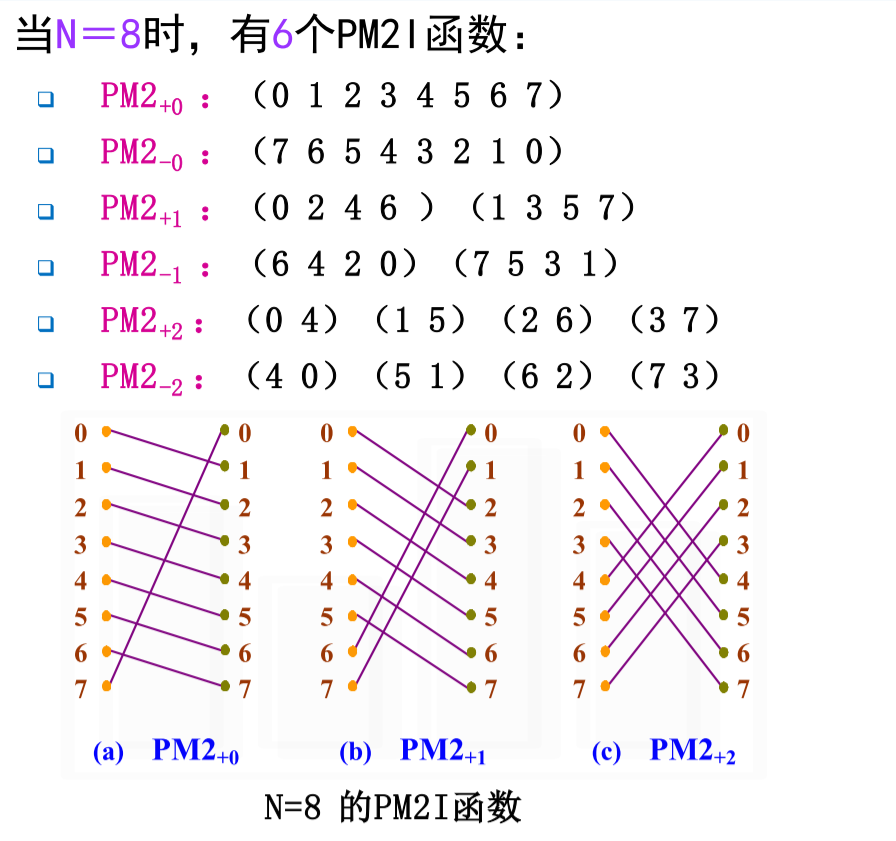 当N＝8时，有6个PM2I函数：
PM2+0：（0 1 2 3 4 5 6 7）
PM2-0：（7 6 5 4 3 2 1 0）
PM2+1：（0 2 4 6 ）（1 3 5 7）
PM2-1：（6 4 2 0）（7 5 3 1）
PM2+2：（0 4）（1 5）（2 6）（3 7）
PM2-2：（4 0）（5 1）（6 2）（7 3）
0 0 0 0 0 0
1 1 1 1 1 1
2 2 2 2 2 2
3 3 3 3 3 3
4 4 4 4 4 4
5 5 5 5 5 5
6 6 6 6 6 6
7 7 7 7 7 7
(a) PM2+0 (b) PM2+1 (c) PM2+2
N=8 的PM2I函数